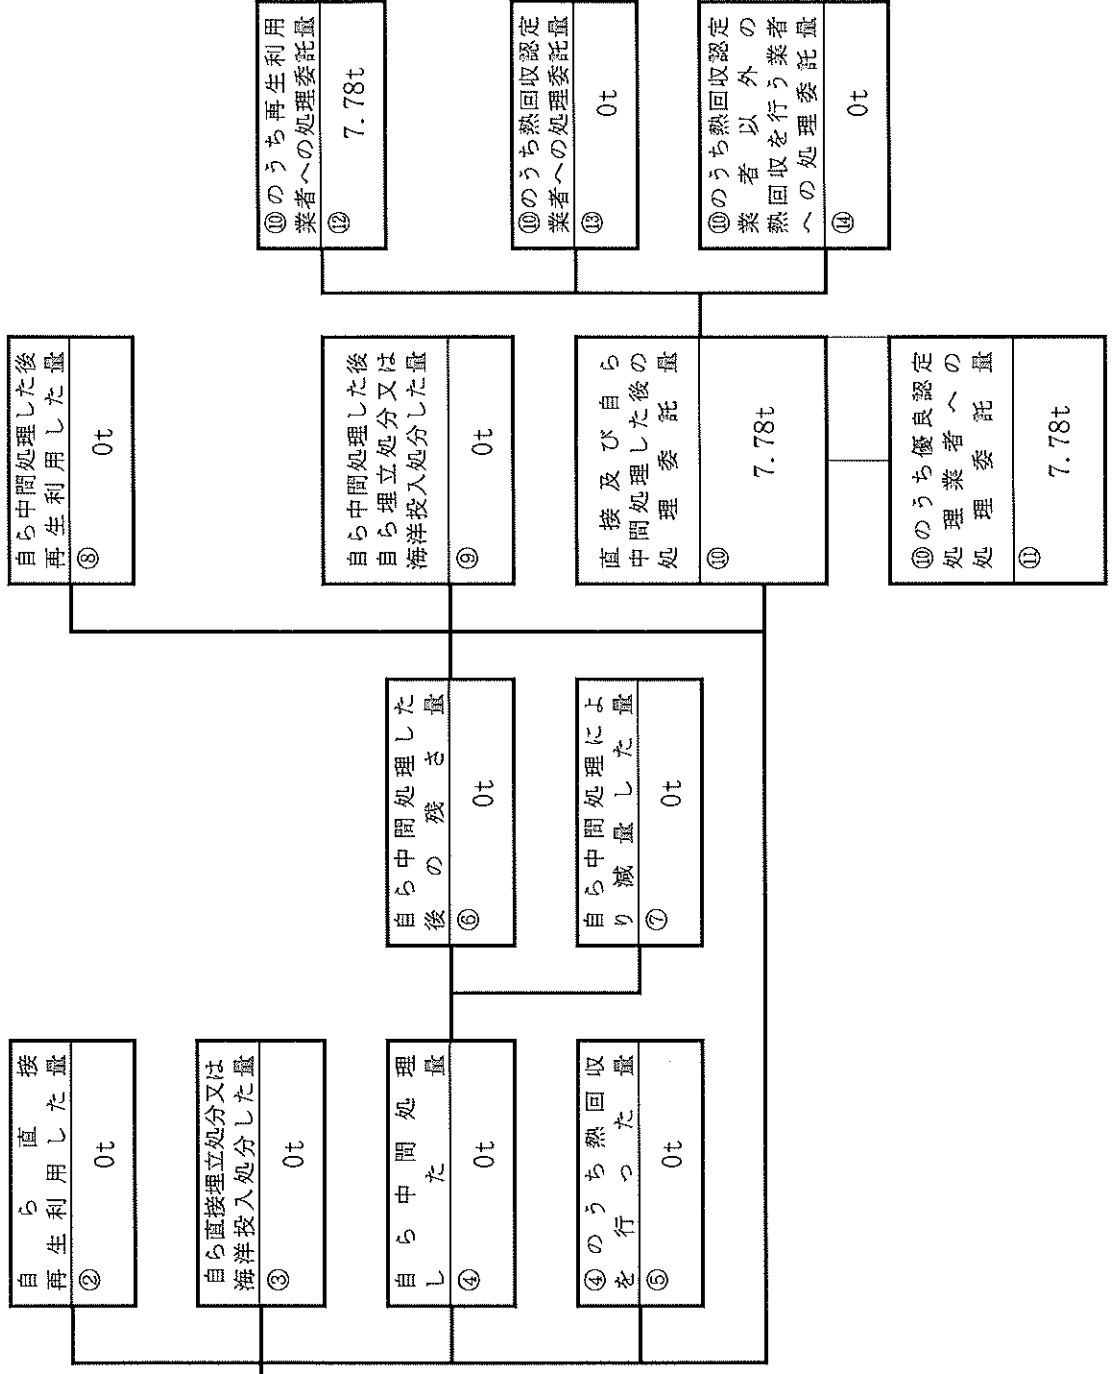 自ら直接
再生利用した量
② 0t
自ら直接埋立処分又は
海洋投入処分した量
③ 0t
自ら中間処理
した量
④ 0t
④のうち熱回収
を行った量
⑤ 0t
自ら中間処理した
後の残さ量
⑥ 0t
自ら中間処理によ
り減量した量
⑦ 0t
自ら中間処理した後
再生利用した量
⑧ 0t
自ら中間処理した後
自ら埋立処分又は
海洋投入処分した量
⑨ 0t
直接及び自ら
中間処理した後の
処理委託量
⑩ 7.78t
⑩のうち優良認定
処理業者への
処理委託量
⑪ 7.78t
⑩のうち再生利用
業者への処理委託量
⑫ 7.78t
⑩のうち熱回収認定
業者への処理委託量
⑬ 0t
⑩のうち熱回収認定
業者以外の
熱回収を行う業者
への処理委託量
⑭ 0t